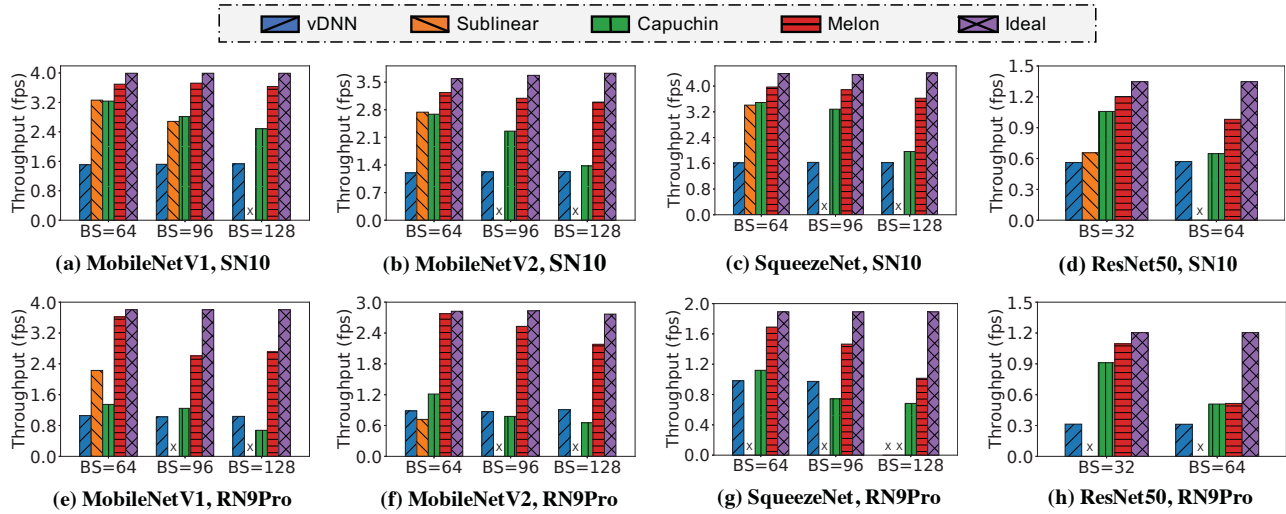 vDNN Sublinear Capuchin Melon Ideal
Throughput (fps)
4.0
3.2
2.4
1.6
0.8
0.0
x
BS=64 BS=96 BS=128
(a) MobileNetV1, SN10
Throughput (fps)
3.5
2.8
2.1
1.4
0.7
0.0
x x
BS=64 BS=96 BS=128
(b) MobileNetV2, SN10
Throughput (fps)
4.0
3.2
2.4
1.6
0.8
0.0
x x
BS=64 BS=96 BS=128
(c) SqueezeNet, SN10
Throughput (fps)
1.5
1.2
0.9
0.6
0.3
0.0
x
BS=32 BS=64
(d) ResNet50, SN10
Throughput (fps)
4.0
3.2
2.4
1.6
0.8
0.0
x x
BS=64 BS=96 BS=128
(e) MobileNetV1, RN9Pro
Throughput (fps)
3.0
2.4
1.8
1.2
0.6
0.0
x x
BS=64 BS=96 BS=128
(f) MobileNetV2, RN9Pro
Throughput (fps)
2.0
1.6
1.2
0.8
0.4
0.0
x x x x
BS=64 BS=96 BS=128
(g) SqueezeNet, RN9Pro
Throughput (fps)
1.5
1.2
0.9
0.6
0.3
0.0
x x
BS=32 BS=64
(h) ResNet50, RN9Pro